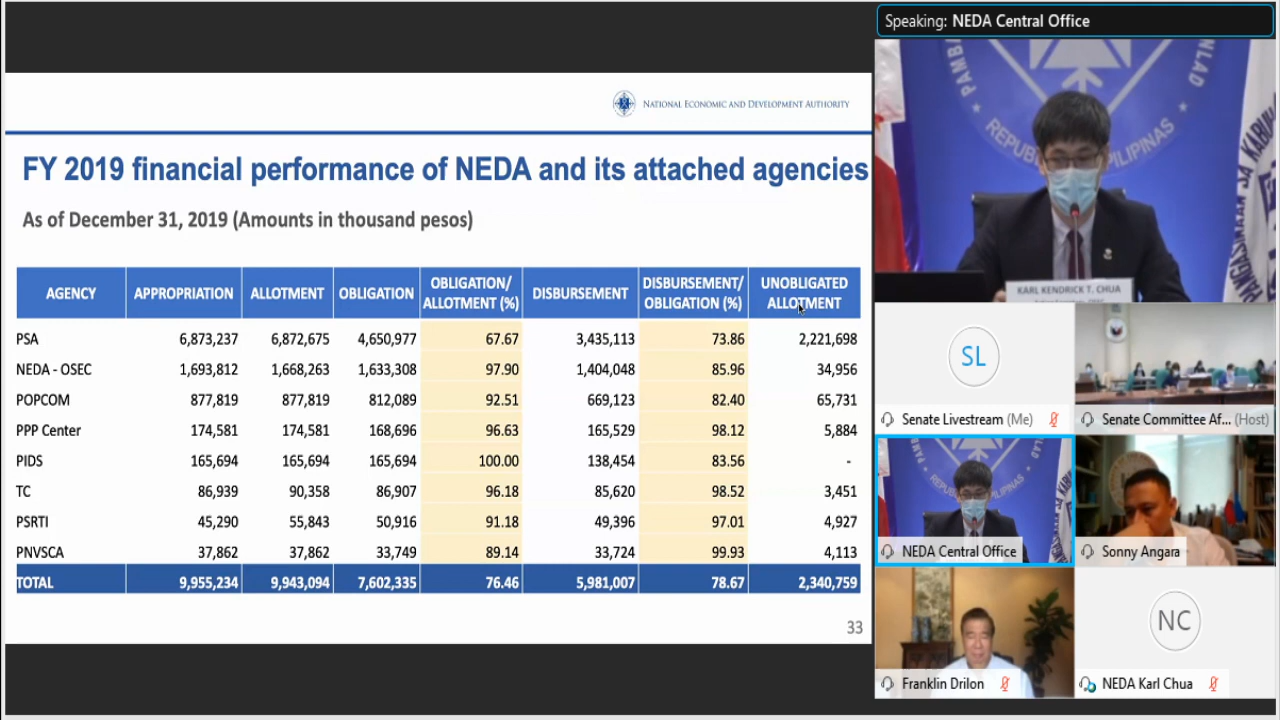 Speaking: NEDA Central Office
NATIONAL ECONOMIC AND DEVELOPMENT AUTHORITY
FY 2019 financial performance of NEDA and its attached agencies
As of December 31, 2019 (Amounts in thousand pesos)
AGENCY APPROPRIATION ALLOTMENT OBLIGATION OBLIGATION/ ALLOTMENT (%) DISBURSEMENT DISBURSEMENT/ OBLIGATION (%) UNOBLIGATED ALLOTMENT
PSA 6,873,237 6,872,675 4,650,977 67.67 3,435,113 73.86 2,221,698
NEDA - OSEC 1,693,812 1,668,263 1,633,308 97.90 1,404,048 85.96 34,956
POPCOM 877,819 877,819 812,089 92.51 669,123 82.40 65,731
PPP Center 174,581 174,581 168,696 96.63 165,529 98.12 5,884
PIDS 165,694 165,694 165,694 100.00 138,454 83.56 -
TC 86,939 90,358 86,907 96.18 85,620 98.52 3,451
PSRTI 45,290 55,843 50,916 91.18 49,396 97.01 4,927
PNVSCA 37,862 37,862 33,749 89.14 33,724 99.93 4,113
TOTAL 9,955,234 9,943,094 7,602,335 76.46 5,981,007 78.67 2,340,759
33
KARL KENDRICK T. CHUA
SL
Senate Livestream (Me)
Senate Committee Af... (Host)
NEDA Central Office
Sonny Angara
Franklin Drilon
NC
NEDA Karl Chua